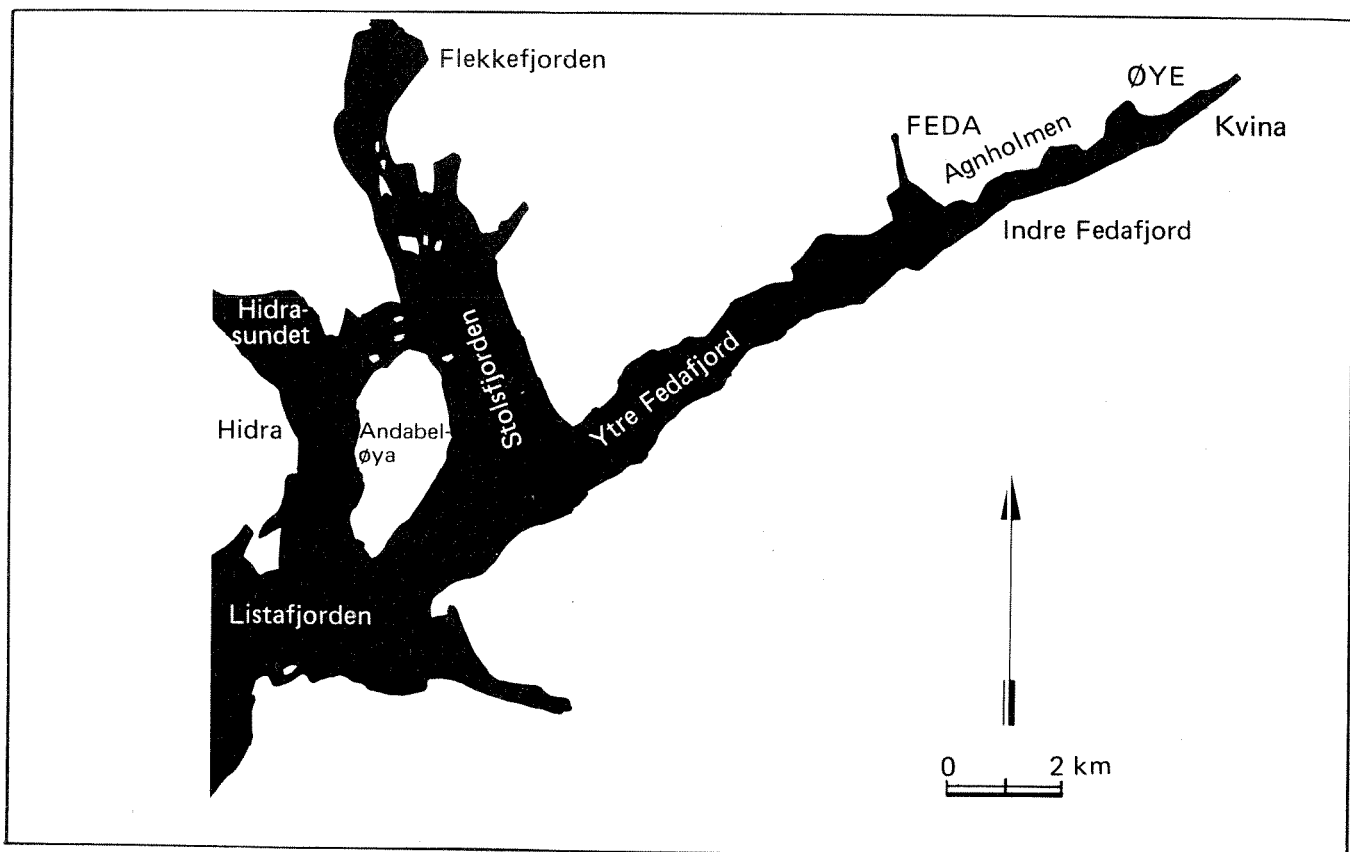 Flekkefjorden
ØYE
FEDA
Agnholmen
Kvina
Indre Fedafjord
Hidra-
sundet
Stolsfjorden
Ytre Fedafjord
Hidra
Andabel-
øya
Listafjorden
0 2 km